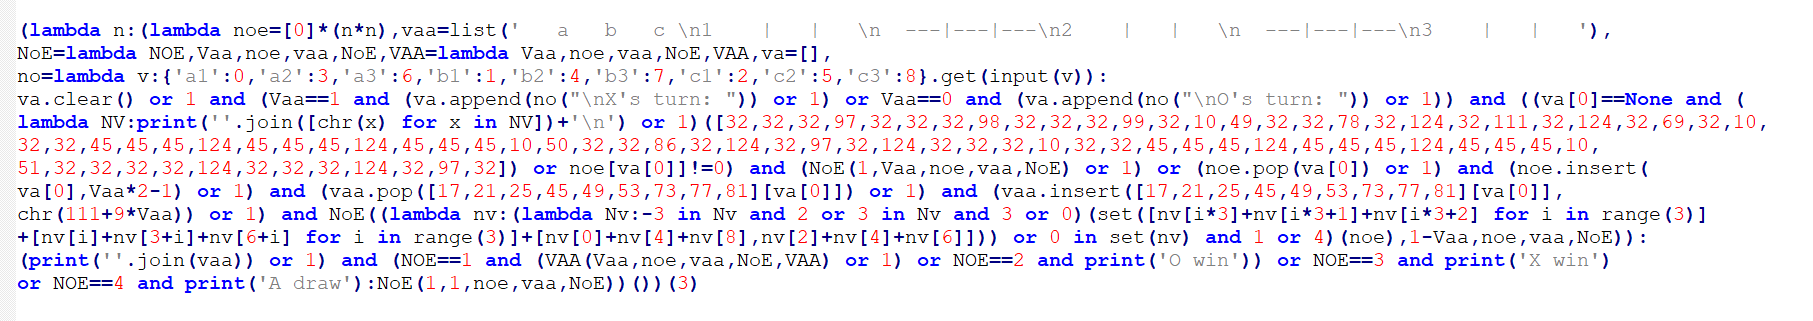 (lambda n:(lambda noe=[0]*(n*n),vaa=list('   a   b   c \n1    |   |   \n  ---|---|---\n2    |   |   \n  ---|---|---\n3    |   |   '),
NoE=lambda NOE,Vaa,noe,vaa,NoE,VAA=lambda Vaa,noe,vaa,NoE,VAA,va=[],
no=lambda v:{'a1':0,'a2':3,'a3':6,'b1':1,'b2':4,'b3':7,'c1':2,'c2':5,'c3':8}.get(input(v)):
va.clear() or 1 and (Vaa==1 and (va.append(no("\nX's turn: ")) or 1) or Vaa==0 and (va.append(no("\nO's turn: ")) or 1)) and ((va[0]==None and (
lambda NV:print(''.join([chr(x) for x in NV])+'\n') or 1)([32,32,32,97,32,32,32,98,32,32,32,99,32,10,49,32,32,78,32,124,32,111,32,124,32,69,32,10,
32,32,45,45,45,124,45,45,45,124,45,45,45,10,50,32,32,86,32,124,32,97,32,124,32,32,32,10,32,32,45,45,45,124,45,45,45,124,45,45,45,10,
51,32,32,32,32,124,32,32,32,124,32,97,32]) or noe[va[0]]!=0) and (NoE(1,Vaa,noe,vaa,NoE) or 1) or (noe.pop(va[0]) or 1) and (noe.insert(
va[0],Vaa*2-1) or 1) and (vaa.pop([17,21,25,45,49,53,73,77,81][va[0]]) or 1) and (vaa.insert([17,21,25,45,49,53,73,77,81][va[0]],
chr(111+9*Vaa)) or 1) and NoE((lambda nv:(lambda Nv:-3 in Nv and 2 or 3 in Nv and 3 or 0)(set([nv[i*3]+nv[i*3+1]+nv[i*3+2] for i in range(3)]
+[nv[i]+nv[3+i]+nv[6+i] for i in range(3)]+[nv[0]+nv[4]+nv[8],nv[2]+nv[4]+nv[6]])) or 0 in set(nv) and 1 or 4)(noe),1-Vaa,noe,vaa,NoE)):
(print(''.join(vaa)) or 1) and (NOE==1 and (VAA(Vaa,noe,vaa,NoE,VAA) or 1) or NOE==2 and print('O win')) or NOE==3 and print('X win')
or NOE==4 and print('A draw'):NoE(1,1,noe,vaa,NoE))())(3)